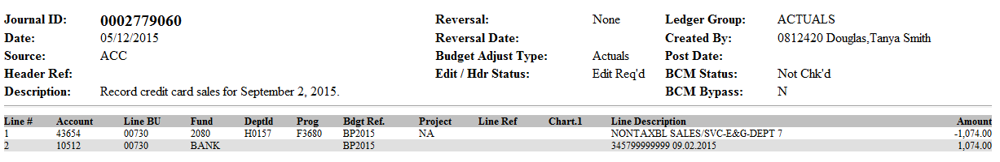 Journal ID: 0002779060 Reversal: None Ledger Group: ACTUALS
Date: 05/12/2015 Reversal Date: Created By: 0812420 Douglas,Tanya Smith
Source: ACC Budget Adjust Type: Actuals Post Date:
Header Ref: Edit / Hdr Status: Edit Req'd BCM Status: Not Chk'd
Description: Record credit card sales for September 2, 2015. BCM Bypass: N
Line # Account Line BU Fund DeptId Prog Bdgt Ref. Project Line Ref Chart.1 Line Description Amount
1 43654 00730 2080 H0157 F3680 BP2015 NA NONTAXBL SALES/SVC-E&G-DEPT 7 -1,074.00
2 10512 00730 BANK BP2015 345799999999 09.02.2015 1,074.00